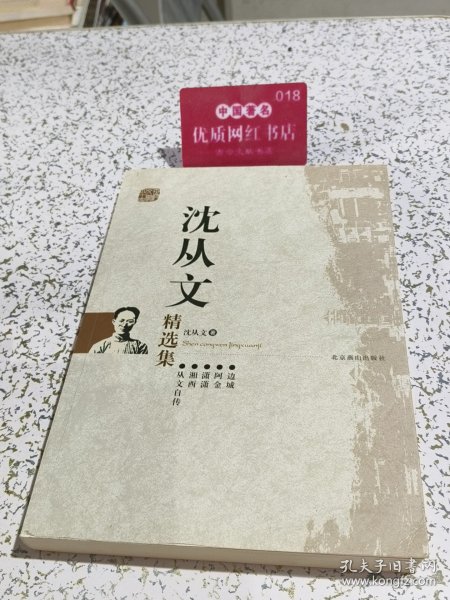 018
中国著名
优质网红书店
沈从文
精选集
沈从文 著
Shen congwen Jingxuanji
边城
阿金
萧萧
湘西
从文自传
北京燕山出版社
孔夫子旧书网
www.kongfz.com